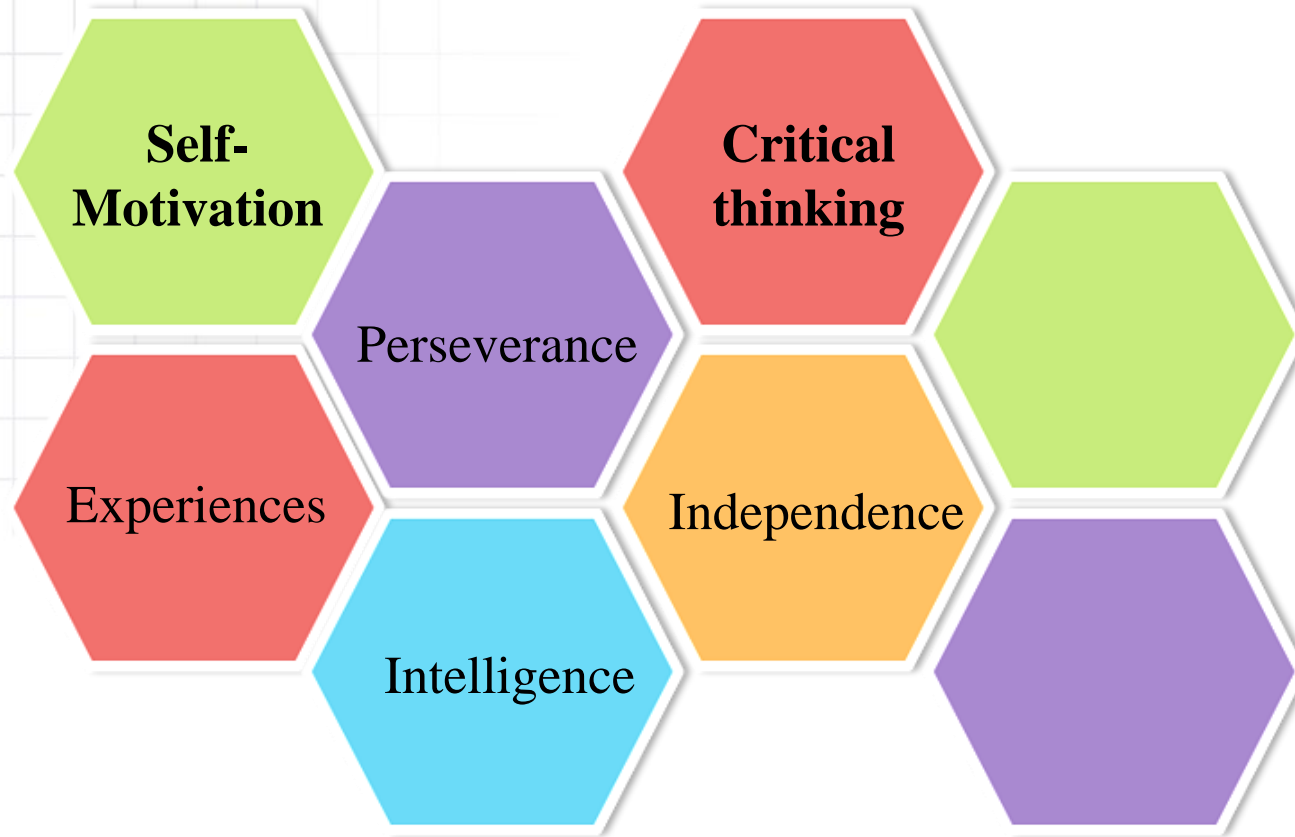 Self-
Motivation
Critical
thinking
Perseverance
Experiences
Independence
Intelligence